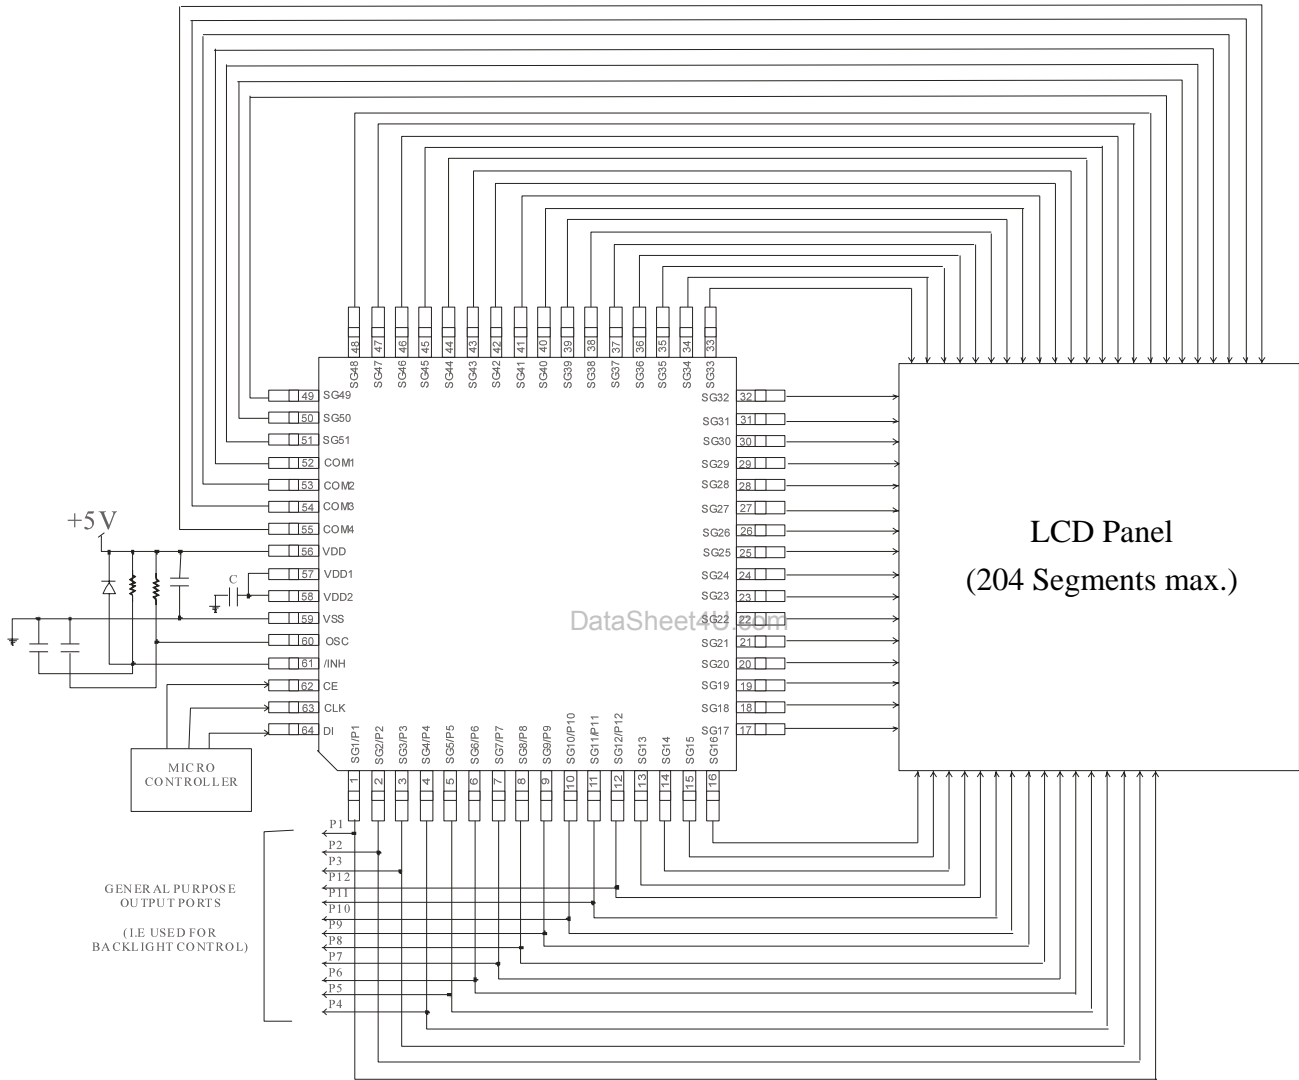 48 47 46 45 44 43 42 41 40 39 38 37 36 35 34 33
SG48 SG47 SG46 SG45 SG44 SG43 SG42 SG41 SG40 SG39 SG38 SG37 SG36 SG35 SG34 SG33
49 SG49
50 SG50
51 SG51
52 COM1
53 COM2
54 COM3
55 COM4
56 VDD
57 VDD1
58 VDD2
59 VSS
60 OSC
61 /INH
62 CE
63 CLK
64 DI
+5V
C
SG32 32
SG31 31
SG30 30
SG29 29
SG28 28
SG27 27
SG26 26
SG25 25
SG24 24
SG23 23
SG22 22
SG21 21
SG20 20
SG19 19
SG18 18
SG17 17
DataSheet4U.com
LCD Panel
(204 Segments max.)
SG1/P1 SG2/P2 SG3/P3 SG4/P4 SG5/P5 SG6/P6 SG7/P7 SG8/P8 SG9/P9 SG10/P10 SG11/P11 SG12/P12 SG13 SG14 SG15 SG16
1 2 3 4 5 6 7 8 9 10 11 12 13 14 15 16
MICRO
CONTROLLER
P1
P2
P3
P12
P11
P10
P9
P8
P7
P6
P5
P4
GENERAL PURPOSE
OUTPUT PORTS
(I.E USED FOR
BACKLIGHT CONTROL)